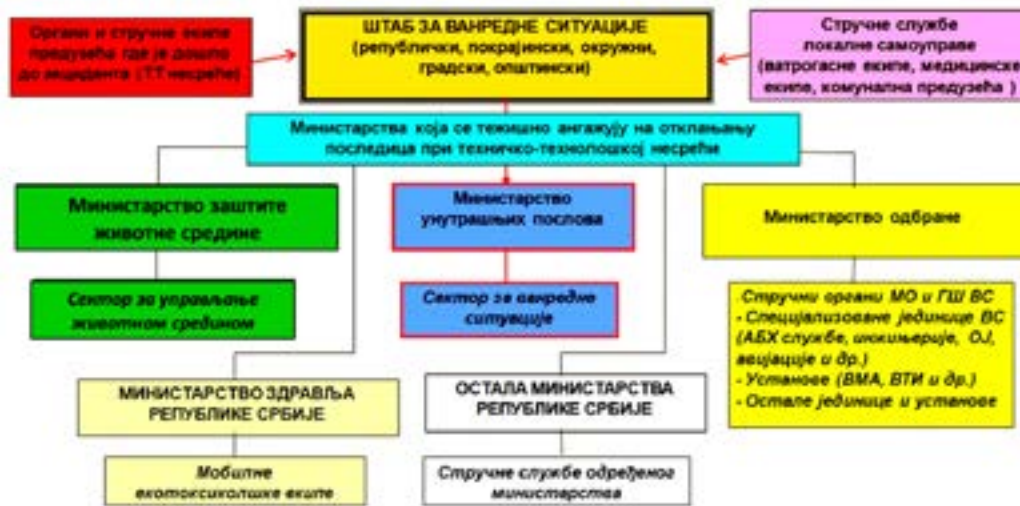 Органи и стручне екипе
предузећа где је дошло
до акцидента (ТТ несреће)
ШТАБ ЗА ВАНРЕДНЕ СИТУАЦИЈЕ
(републички, покрајински, окружни,
градски, општински)
Стручне службе
локалне самоуправе
(ватрогасне екипе, медицинске
екипе, комунална предузећа )
Министарства која се тежишно ангажују на отклањању
последица при техничко-технолошкој несрећи
Министарство заштите
животне средине
Министарство
унутрашњих послова
Министарство одбране
Сектор за управљање
животном средином
Сектор за ванредне
ситуације
Стручни органи МО и ГШ ВС
- Специјализоване јединице ВС
(АБХ службе, инжињерије, ОЈ,
авијације и др.)
- Установе (ВМА, ВТИ и др.)
- Остале јединице и установе
МИНИСТАРСТВО ЗДРАВЉА
РЕПУБЛИКЕ СРБИЈЕ
ОСТАЛА МИНИСТАРСТВА
РЕПУБЛИКЕ СРБИЈЕ
Мобилне
екотоксиколошке екипе
Стручне службе одређеног
министарства